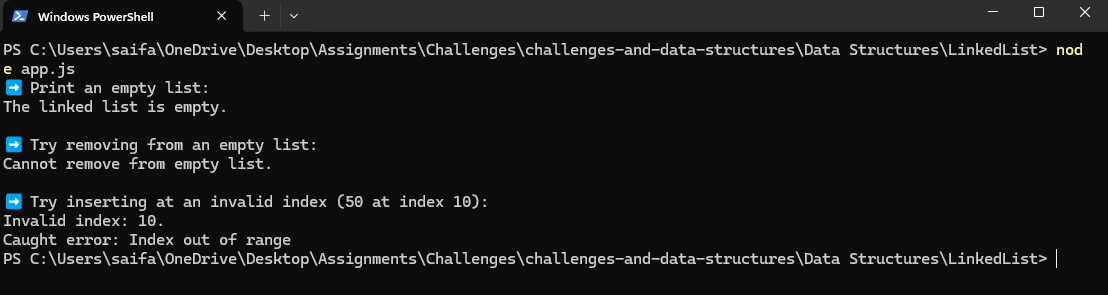 Windows PowerShell
PS C:\Users\saifa\OneDrive\Desktop\Assignments\Challenges\challenges-and-data-structures\Data Structures\LinkedList> nod
e app.js
➡ Print an empty list:
The linked list is empty.
➡ Try removing from an empty list:
Cannot remove from empty list.
➡ Try inserting at an invalid index (50 at index 10):
Invalid index: 10.
Caught error: Index out of range
PS C:\Users\saifa\OneDrive\Desktop\Assignments\Challenges\challenges-and-data-structures\Data Structures\LinkedList>